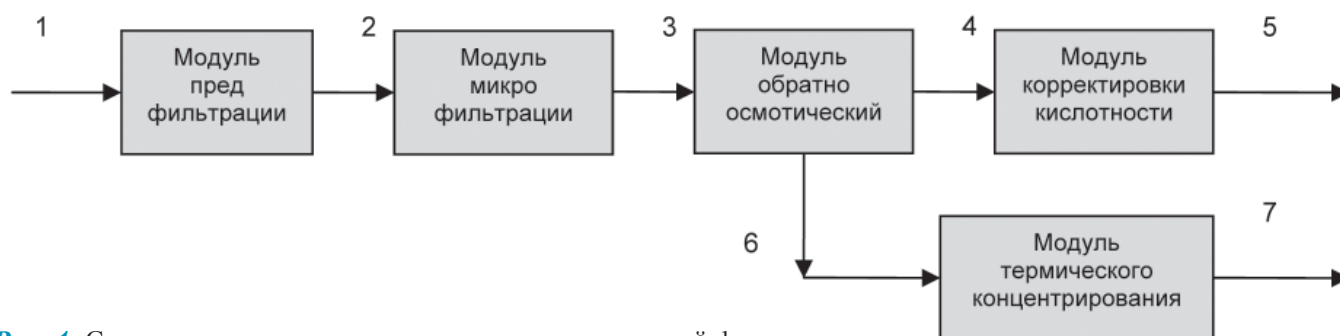 1
2
3
4
5
Модуль
пред
фильтрации
Модуль
микро
фильтрации
Модуль
обратно
осмотический
Модуль
корректировки
кислотности
6
7
Модуль
термического
концентрирования